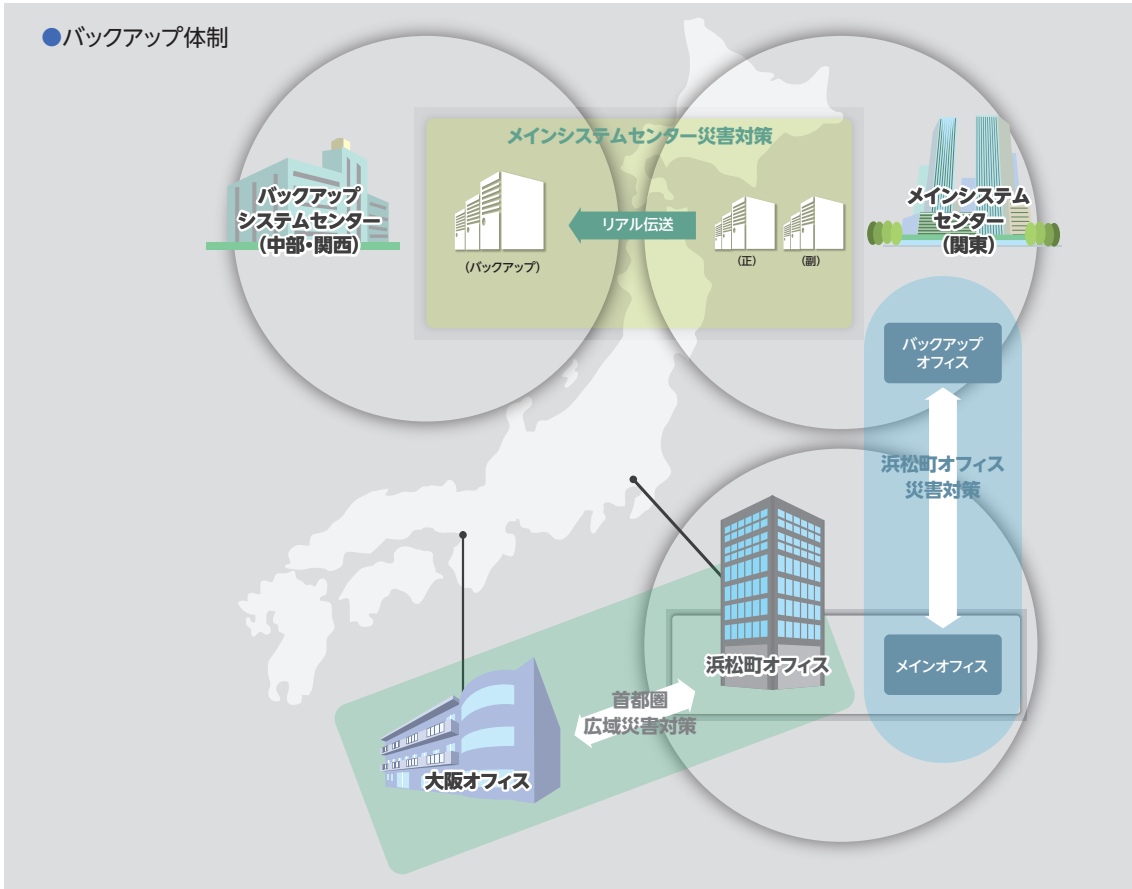 ●バックアップ体制
メインシステムセンター災害対策
バックアップ
システムセンター
(中部・関西)
リアル伝送
(バックアップ)
(正)
(副)
メインシステム
センター
(関東)
バックアップ
オフィス
浜松町オフィス
災害対策
メインオフィス
浜松町オフィス
首都圏
広域災害対策
大阪オフィス